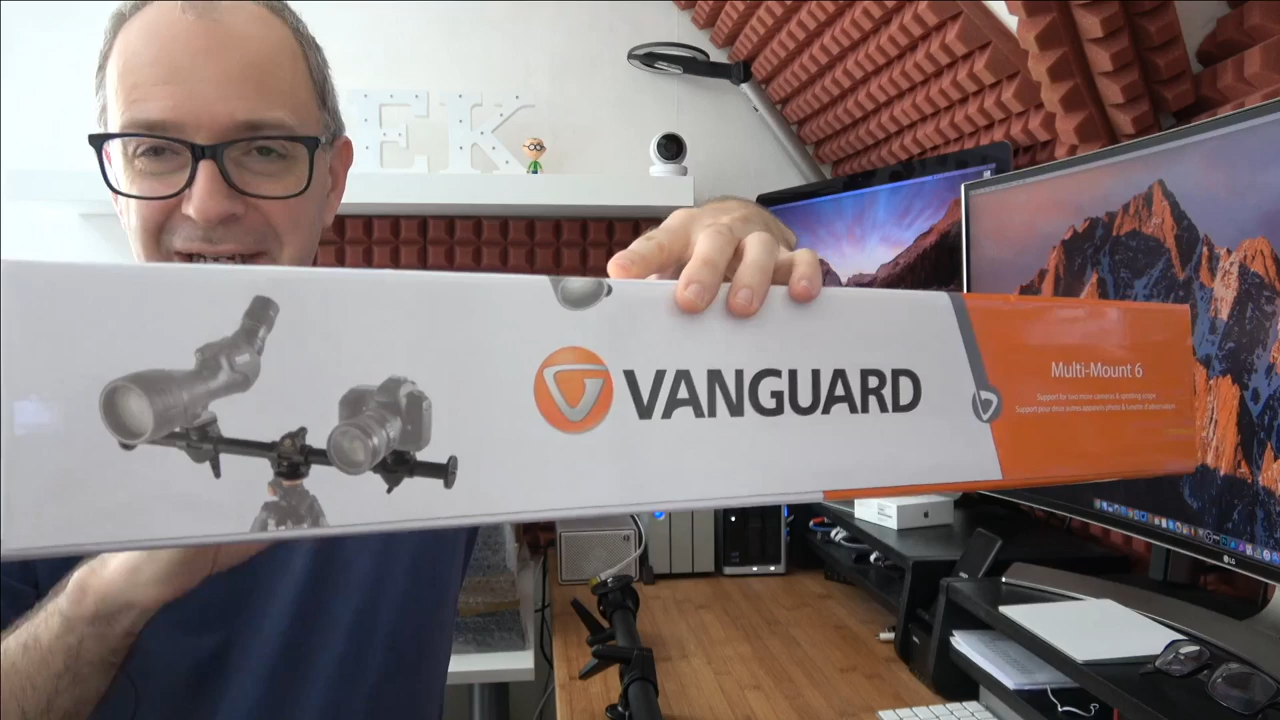 EK
VANGUARD
Multi-Mount 6
Support for two more cameras & spotting scope
Support pour deux autres appareils photo & lunette d'observation
LG